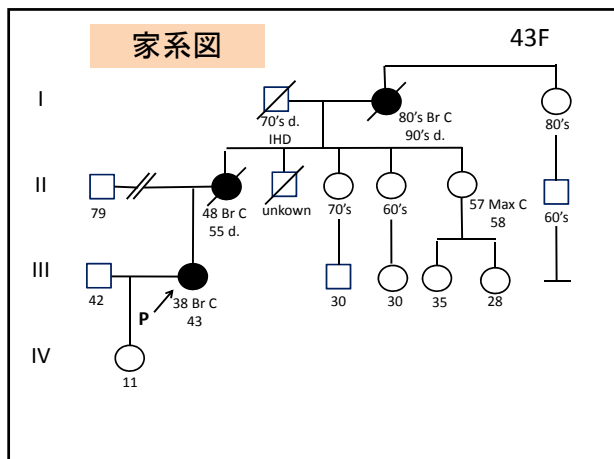 家系図
43F
I
70's d.
IHD
80's Br C
90's d.
80's
II
79
48 Br C
55 d.
unkown
70's
60's
57 Max C
58
60's
III
42
P
38 Br C
43
30
30
35
28
IV
11